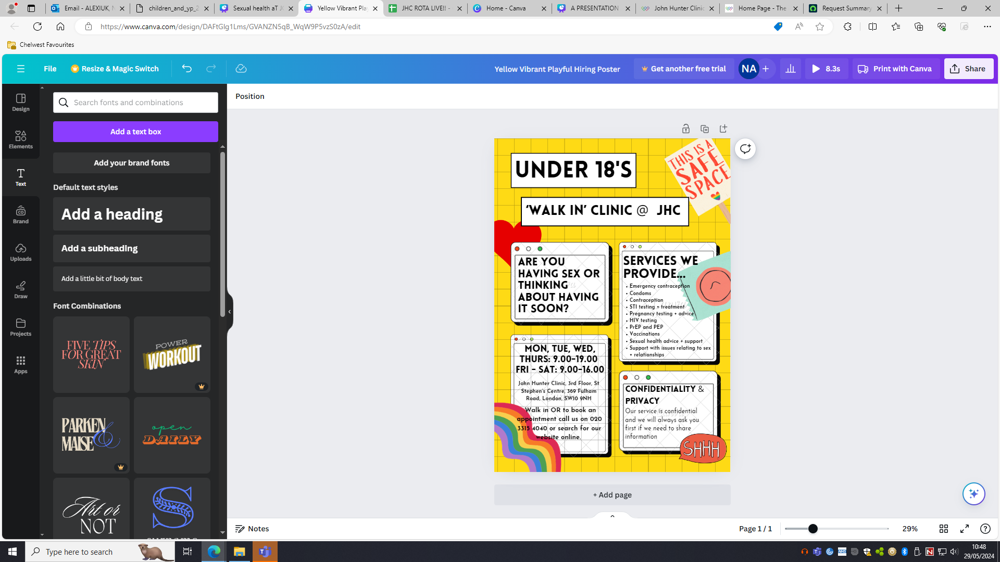 Email - ALEXIUK, N
children_and_yp_2
Sexual health aT JC
Yellow Vibrant Pla
JHC ROTA LIVE!! -
Home - Canva
A PRESENTATION
John Hunter Clinic
Home Page - The
Request Summary
https://www.canva.com/design/DAFtGlg1Lms/GVANZN5qB_WqW9P5vzS0zA/edit
Chelwest Favourites
File
Resize & Magic Switch
Yellow Vibrant Playful Hiring Poster
Get another free trial
NA
8.3s
Print with Canva
Share
Design
Elements
Text
Brand
Uploads
Draw
Projects
Apps
Search fonts and combinations
Add a text box
Add your brand fonts
Default text styles
Add a heading
Add a subheading
Add a little bit of body text
Font Combinations
FIVE TIPS
FOR GREAT
SKIN
POWER
WORKOUT
PARKEN
&
MAISE
open
DAILY
Art or
NOT
S
Position
UNDER 18'S
THIS IS A
SAFE
SPACE
‘WALK IN’ CLINIC @ JHC
ARE YOU
HAVING SEX OR
THINKING
ABOUT HAVING
IT SOON?
SERVICES WE
PROVIDE...
• Emergency contraception
• Condoms
• Contraception
• STI testing + treatment
• Pregnancy testing + advice
• HIV testing
• PrEP and PEP
• Vaccinations
• Sexual health advice + support
• Support with issues relating to sex
+ relationships
MON, TUE, WED,
THURS: 9.00-19.00
FRI - SAT: 9.00-16.00
John Hunter Clinic, 3rd Floor, St
Stephen's Centre, 369 Fulham
Road, London, SW10 9NH
Walk in OR to book an
appointment call us on 020
3315 4040 or search for our
website online.
CONFIDENTIALITY &
PRIVACY
Our service is confidential
and we will always ask you
first if we need to share
information
SHHH
+ Add page
Notes
Page 1 / 1
29%
Type here to search
NHS
10:48
29/05/2024